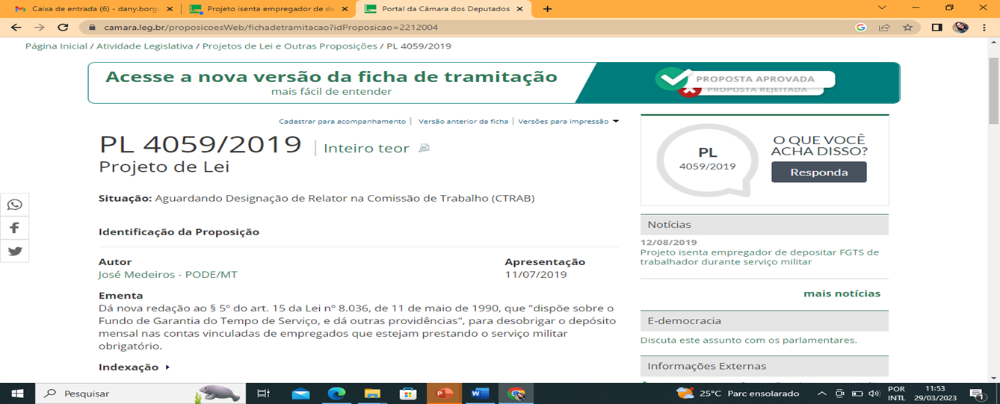 Caixa de entrada (6) - dany.borgu
Projeto isenta empregador de de
Portal da Câmara dos Deputados
camara.leg.br/proposicoesWeb/fichadetramitacao?idProposicao=2212004
Página Inicial / Atividade Legislativa / Projetos de Lei e Outras Proposições / PL 4059/2019
Acesse a nova versão da ficha de tramitação
mais fácil de entender
PROPOSTA APROVADA
PROPOSTA REJEITADA
Cadastrar para acompanhamento | Versão anterior da ficha | Versões para impressão
PL 4059/2019 | Inteiro teor
Projeto de Lei
Situação: Aguardando Designação de Relator na Comissão de Trabalho (CTRAB)
Identificação da Proposição
Autor
José Medeiros - PODE/MT
Apresentação
11/07/2019
Ementa
Dá nova redação ao § 5º do art. 15 da Lei nº 8.036, de 11 de maio de 1990, que "dispõe sobre o
Fundo de Garantia do Tempo de Serviço, e dá outras providências", para desobrigar o depósito
mensal nas contas vinculadas de empregados que estejam prestando o serviço militar
obrigatório.
Indexação
PL
4059/2019
O QUE VOCÊ
ACHA DISSO?
Responda
Notícias
12/08/2019
Projeto isenta empregador de depositar FGTS de
trabalhador durante serviço militar
mais notícias
E-democracia
Discuta este assunto com os parlamentares.
Informações Externas
Pesquisar
25°C Parc ensolarado
POR
INTL
11:53
29/03/2023
1